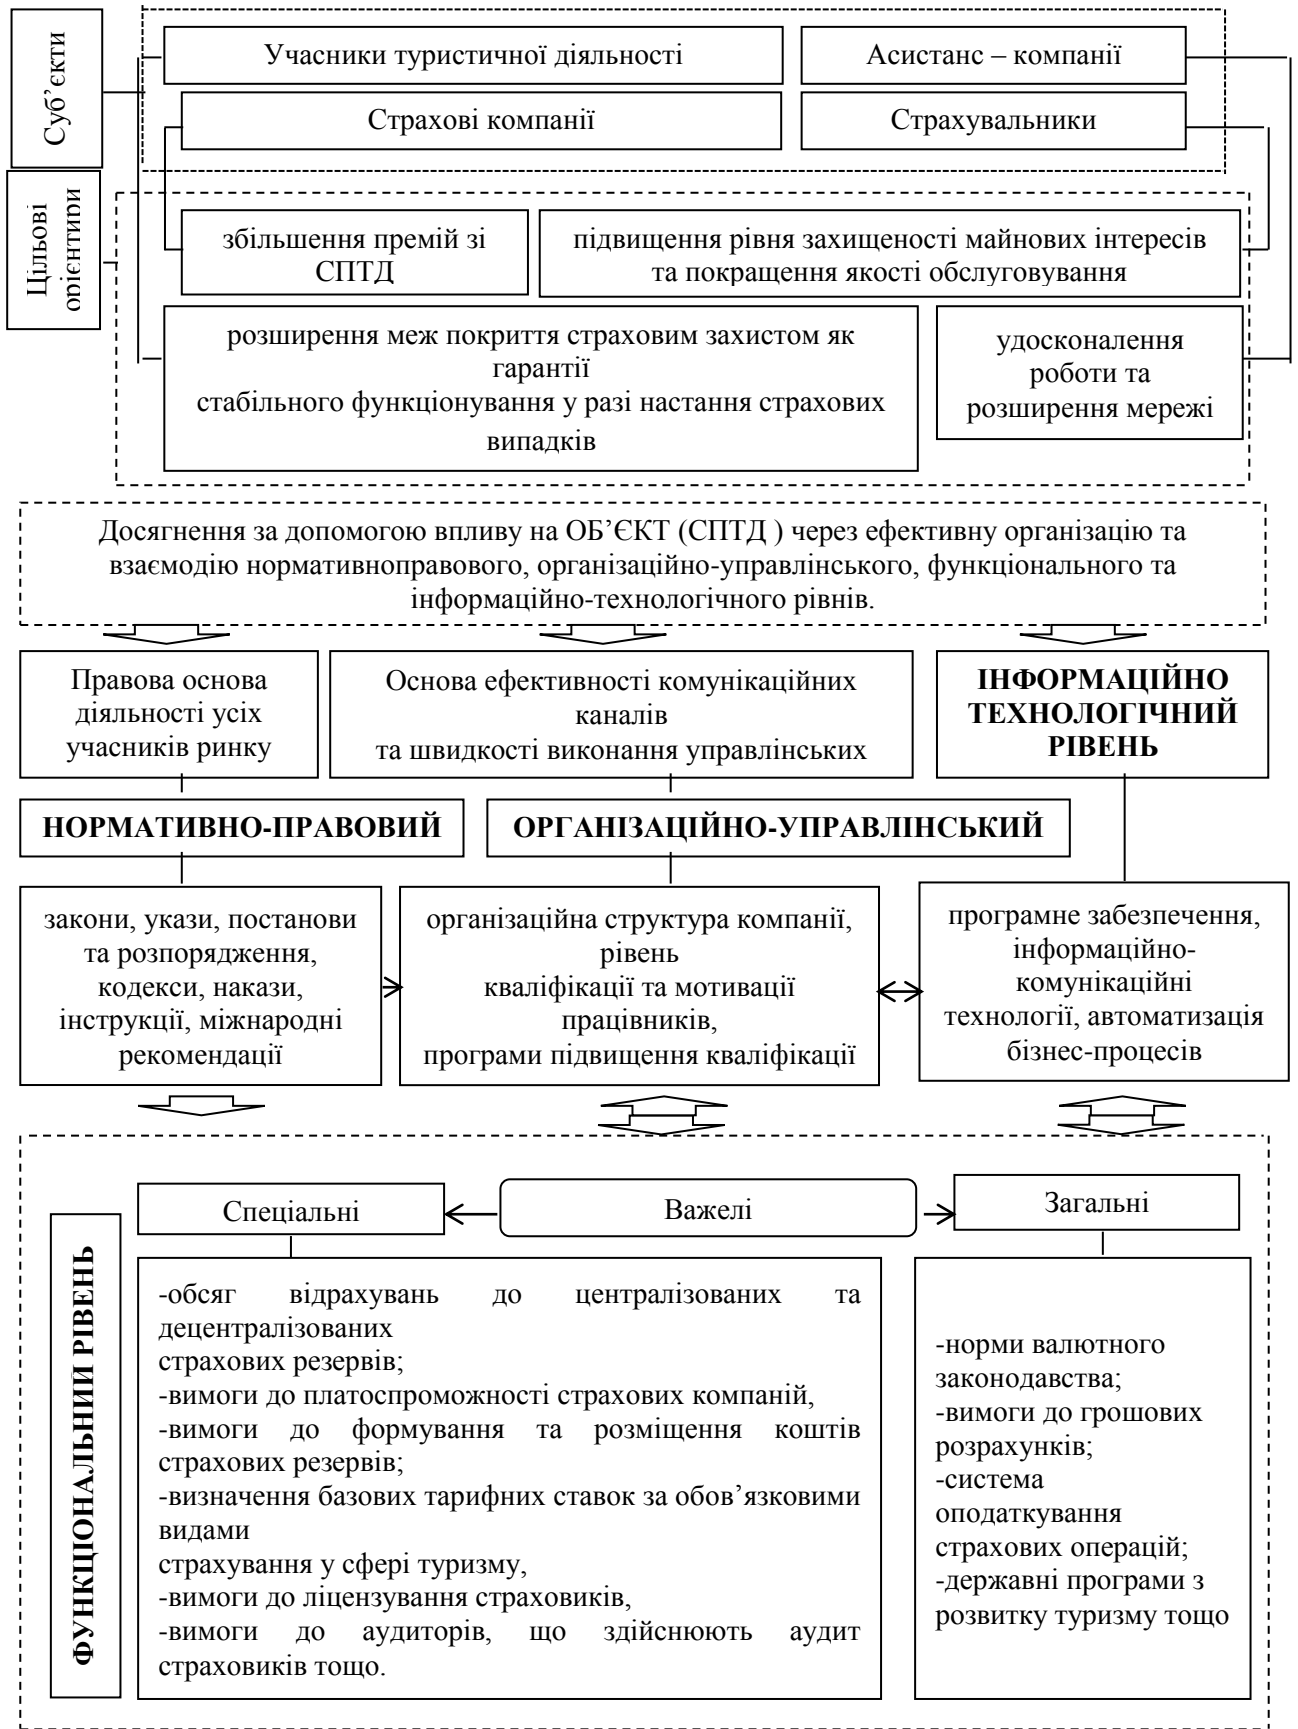 Суб’єкти
Учасники туристичної діяльності
Асистанс – компанії
Страхові компанії
Страхувальники
Цільові
орієнтири
збільшення премій зі
СПТД
підвищення рівня захищеності майнових інтересів
та покращення якості обслуговування
розширення меж покриття страховим захистом як
гарантії
стабільного функціонування у разі настання страхових
випадків
удосконалення
роботи та
розширення мережі
Досягнення за допомогою впливу на ОБ’ЄКТ (СПТД ) через ефективну організацію та
взаємодію нормативноправового, організаційно-управлінського, функціонального та
інформаційно-технологічного рівнів.
Правова основа
діяльності усіх
учасників ринку
Основа ефективності комунікаційних
каналів
та швидкості виконання управлінських
ІНФОРМАЦІЙНО
ТЕХНОЛОГІЧНИЙ
РІВЕНЬ
НОРМАТИВНО-ПРАВОВИЙ
ОРГАНІЗАЦІЙНО-УПРАВЛІНСЬКИЙ
закони, укази, постанови
та розпорядження,
кодекси, накази,
інструкції, міжнародні
рекомендації
організаційна структура компанії,
рівень
кваліфікації та мотивації
працівників,
програми підвищення кваліфікації
програмне забезпечення,
інформаційно-
комунікаційні
технології, автоматизація
бізнес-процесів
ФУНКЦІОНАЛЬНИЙ РІВЕНЬ
Спеціальні
Важелі
Загальні
-обсяг відрахувань до централізованих та
децентралізованих
страхових резервів;
-вимоги до платоспроможності страхових компаній,
-вимоги до формування та розміщення коштів
страхових резервів;
-визначення базових тарифних ставок за обов’язковими
видами
страхування у сфері туризму,
-вимоги до ліцензування страховиків,
-вимоги до аудиторів, що здійснюють аудит
страховиків тощо.
-норми валютного
законодавства;
-вимоги до грошових
розрахунків;
-система
оподаткування
страхових операцій;
-державні програми з
розвитку туризму тощо